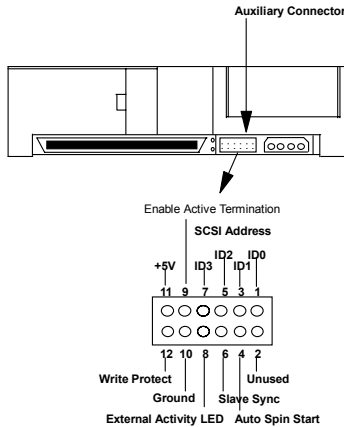 Auxiliary Connector
Enable Active Termination
SCSI Address
ID2 ID0
+5V ID3 ID1
11 9 7 5 3 1
12 10 8 6 4 2
Write Protect Unused
Ground Slave Sync
External Activity LED Auto Spin Start